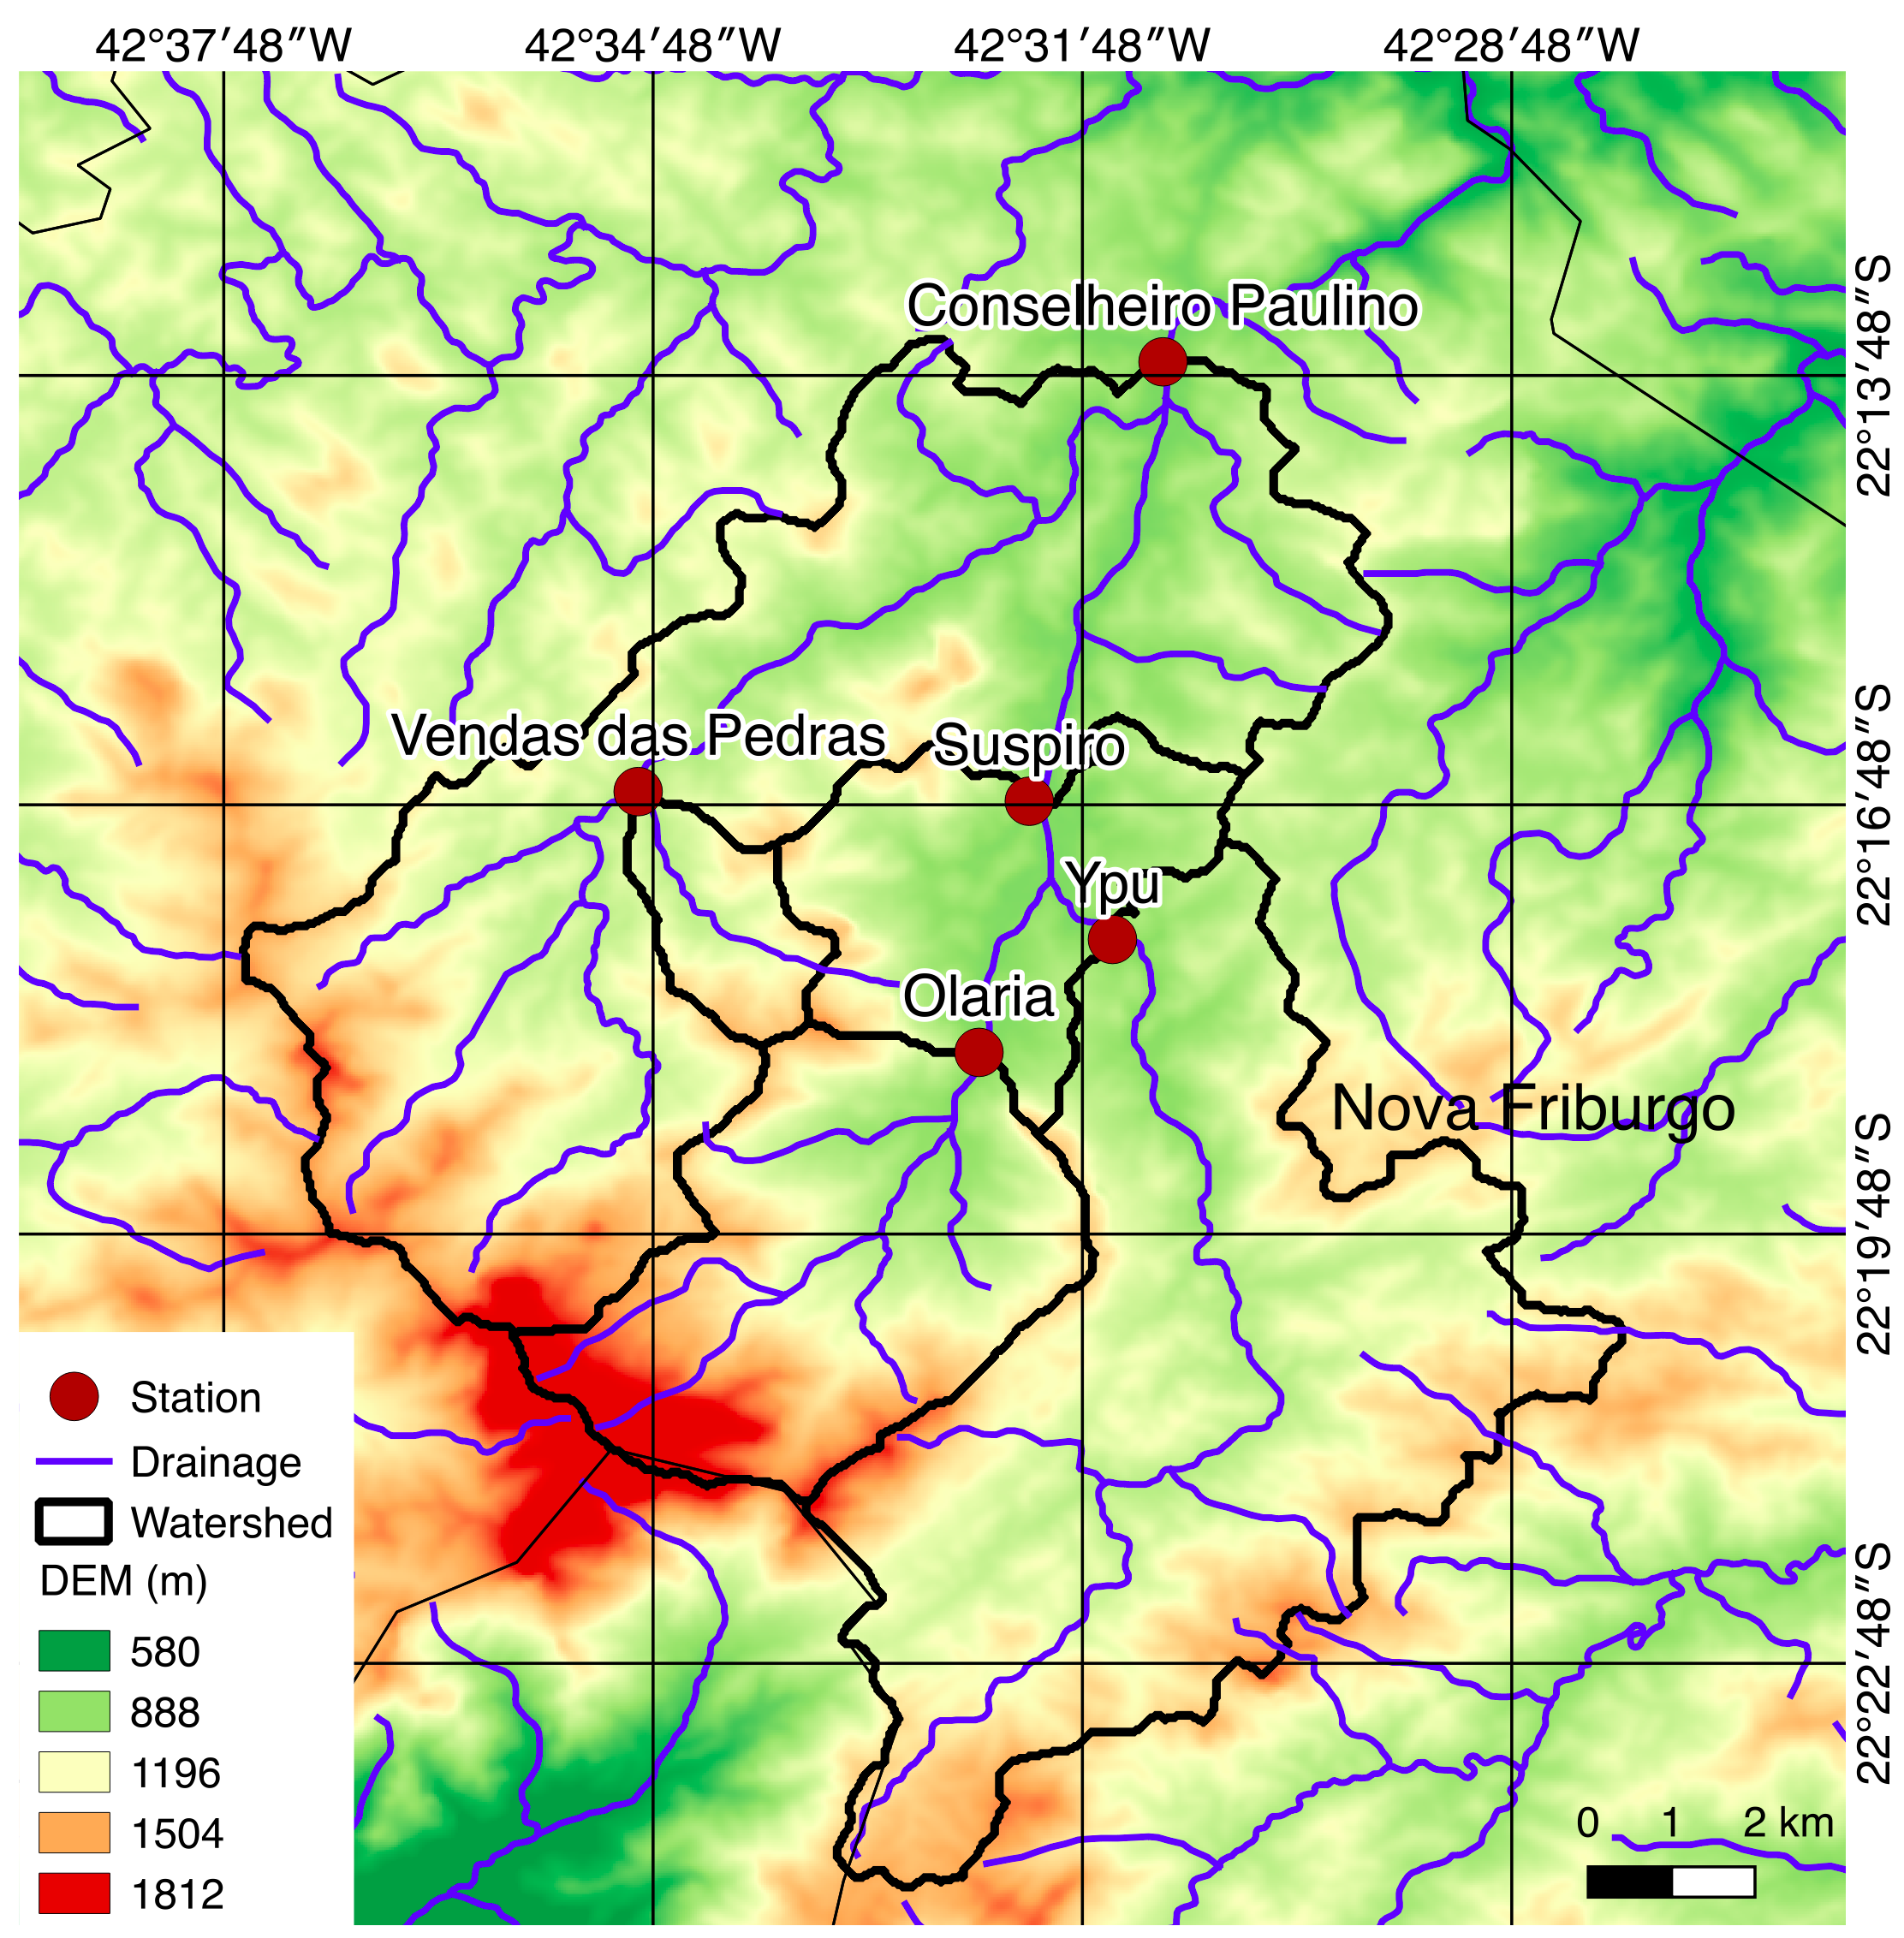 42°37′48″W 42°34′48″W 42°31′48″W 42°28′48″W
22°13′48″S
22°16′48″S
22°19′48″S
22°22′48″S
Conselheiro Paulino
Vendas das Pedras
Suspiro
Ypu
Olaria
Nova Friburgo
Station
Drainage
Watershed
DEM (m)
580
888
1196
1504
1812
0 1 2 km